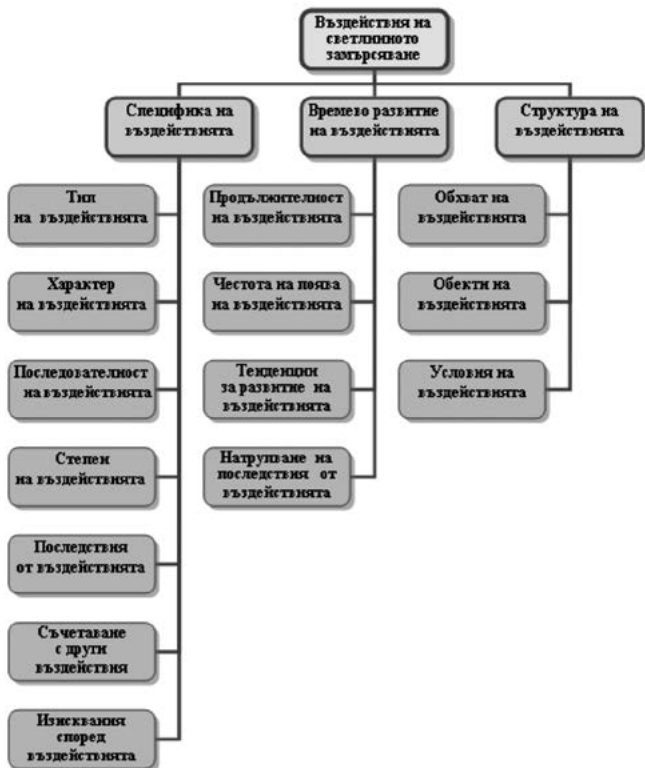 Въздействия на
светлинното
замърсяване
Специфика на
въздействията
Времево развитие
на въздействията
Структура на
въздействията
Тип
на въздействията
Характер
на въздействията
Последователност
на въздействията
Степен
на въздействията
Последствия
от въздействията
Съчетаване
с други
въздействия
Изисквания
според
въздействията
Продължителност
на въздействията
Честота на поява
на въздействията
Тенденции
за развитие на
въздействията
Натрупване на
последствия от
въздействията
Обхват на
въздействията
Обекти на
въздействията
Условия на
въздействията